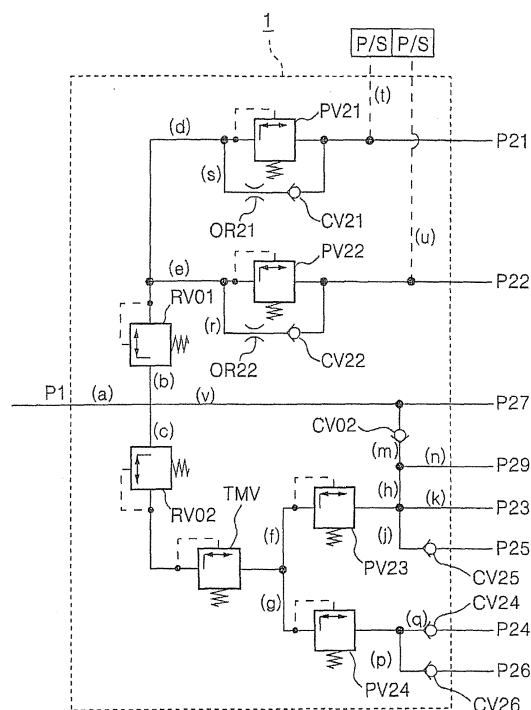 1
P/S P/S
(t)
(d)
PV21
P21
(s)
OR21
CV21
PV22
(u)
(e)
P22
RV01
(r)
OR22
CV22
(b)
P1
(a)
(v)
P27
(c)
CV02
(m)
(n)
P29
RV02
TMV
(h)
(k)
P23
(f)
(j)
P25
PV23
CV25
(g)
CV24
(q)
P24
(p)
P26
PV24
CV26